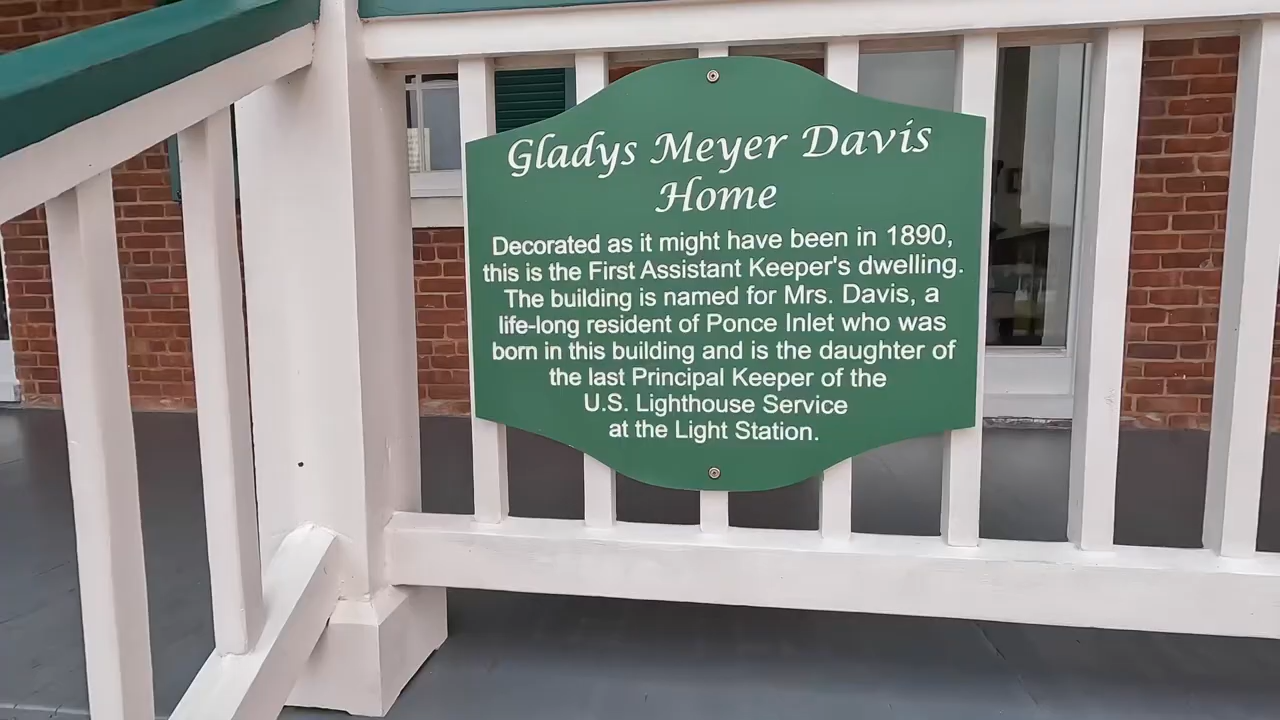 Gladys Meyer Davis
Home
Decorated as it might have been in 1890,
this is the First Assistant Keeper's dwelling.
The building is named for Mrs. Davis, a
life-long resident of Ponce Inlet who was
born in this building and is the daughter of
the last Principal Keeper of the
U.S. Lighthouse Service
at the Light Station.